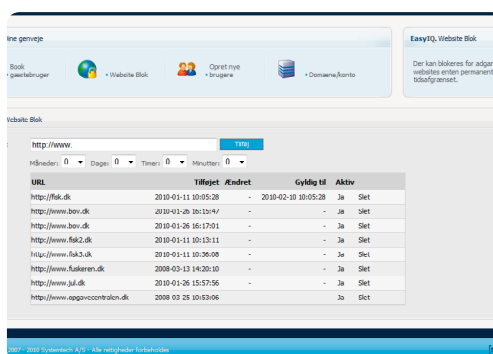 ine genveje
EasyIQ. Website Blok
Book
gæstebruger
• Website Blok
Opret nye
• brugere
• Domæne/konto
Der kan blokeres for adgan
websites enten permanent
tidsafgrænset.
Website Blok
http://www.
Tilføj
Måneder: 0 Dage: 0 Timer: 0 Minutter: 0
URL Tilføjet Ændret Gyldig til Aktiv
http://fisk.dk 2010-01-11 10:05:28 - 2010-02-10 10:05:28 Ja Slet
http://www.bov.dk 2010-01-26 16:15:47 - - Ja Slet
http://www.bov.dk 2010-01-26 16:17:01 - - Ja Slet
http://www.fisk2.dk 2010-01-11 10:13:11 - - Ja Slet
http://www.fisk3.dk 2010-01-11 10:36:08 - - Ja Slet
http://www.fuskeren.dk 2008-03-13 14:20:10 - - Ja Slet
http://www.jul.dk 2010-01-26 15:57:56 - - Ja Slet
http://www.opgavecentralen.dk 2008-03-25 10:53:06 Ja Slet
2007 - 2010 Systemtech A/S - Alle rettigheder forbeholdes